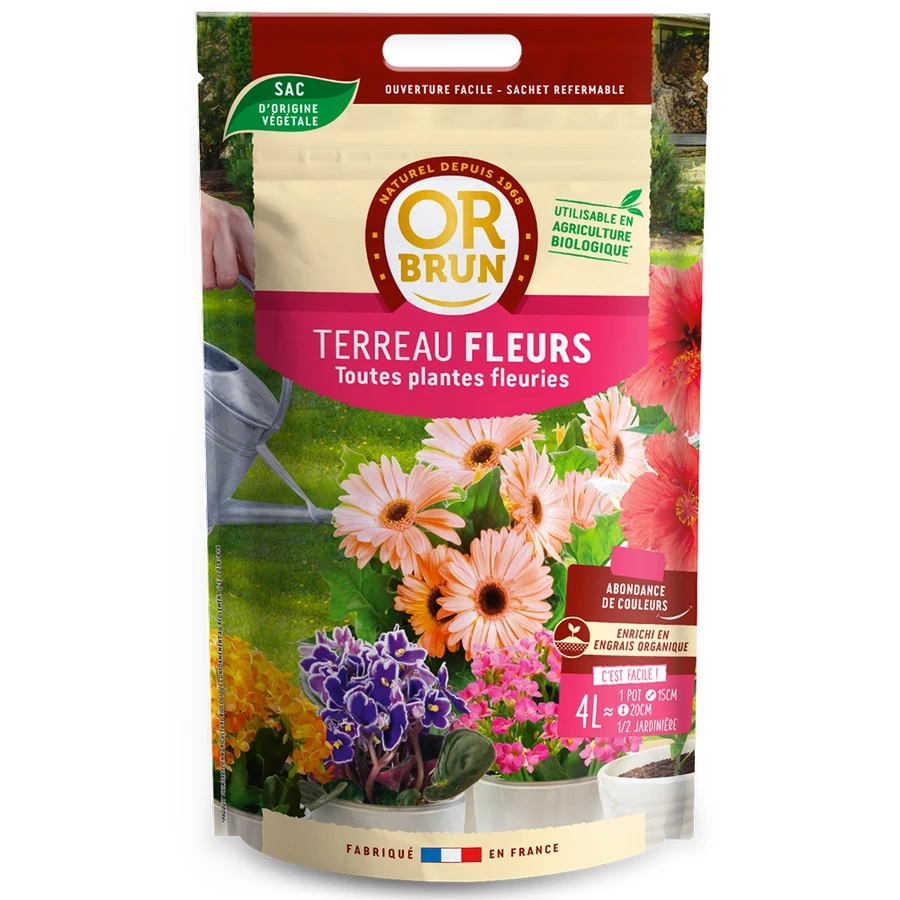 OUVERTURE FACILE - SACHET REFERMABLE
SAC
D'ORIGINE
VÉGÉTALE
NATUREL DEPUIS 1968
OR
BRUN
UTILISABLE EN
AGRICULTURE
BIOLOGIQUE*
TERREAU FLEURS
Toutes plantes fleuries
ABONDANCE
DE COULEURS
ENRICHI EN
ENGRAIS ORGANIQUE
C'EST FACILE !
4L≈
1 POT 15CM
20CM
1/2 JARDINIÈRE
FABRIQUÉ EN FRANCE